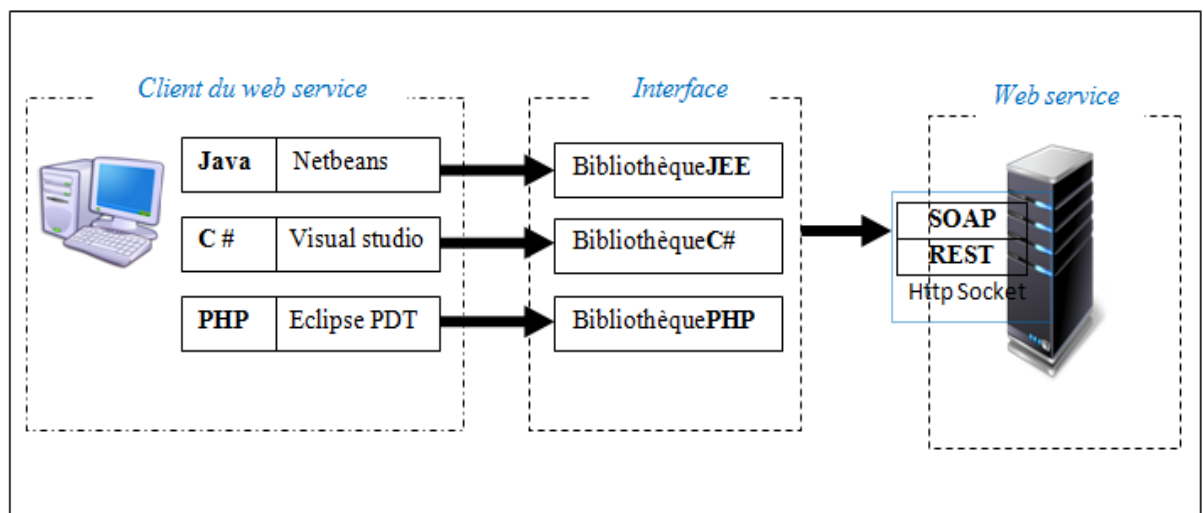 Client du web service
Interface
Web service
Java Netbeans
BibliothèqueJEE
C # Visual studio
BibliothèqueC#
PHP Eclipse PDT
BibliothèquePHP
SOAP
REST
Http Socket